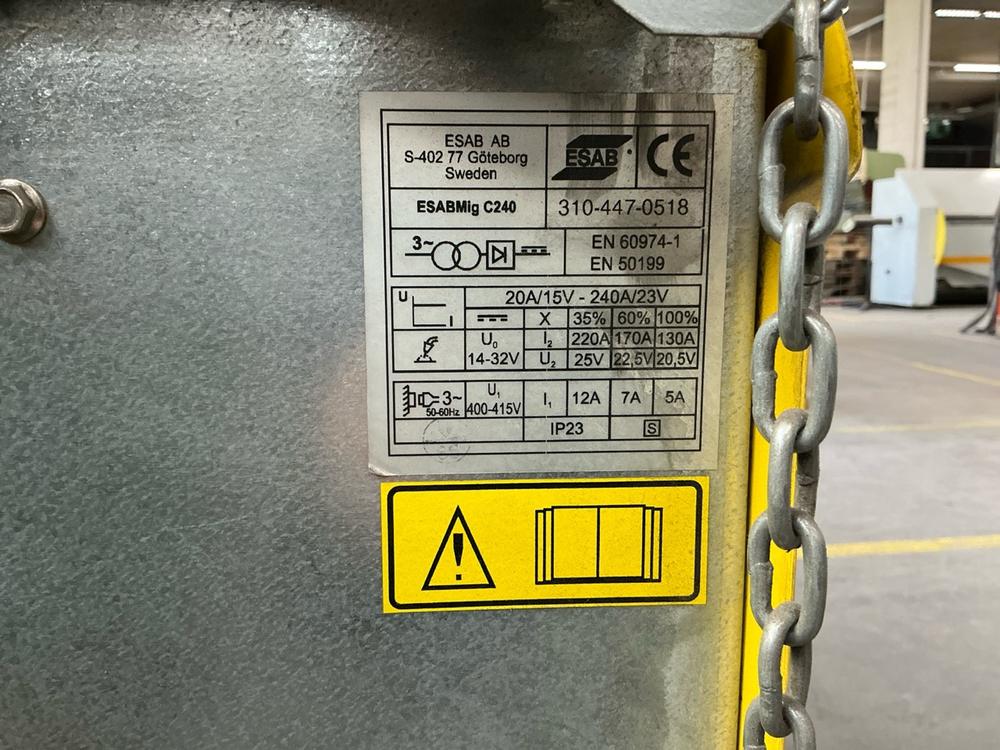 ESAB AB
S-402 77 Göteborg
Sweden
ESAB
CE
ESABMig C240
310-447-0518
3~
EN 60974-1
EN 50199
U
I
20A/15V - 240A/23V
X 35% 60% 100%
U₀
14-32V
I₂ 220A 170A 130A
U₂ 25V 22,5V 20,5V
3~
50-60Hz
U₁
400-415V
I₁ 12A 7A 5A
IP23
S
!